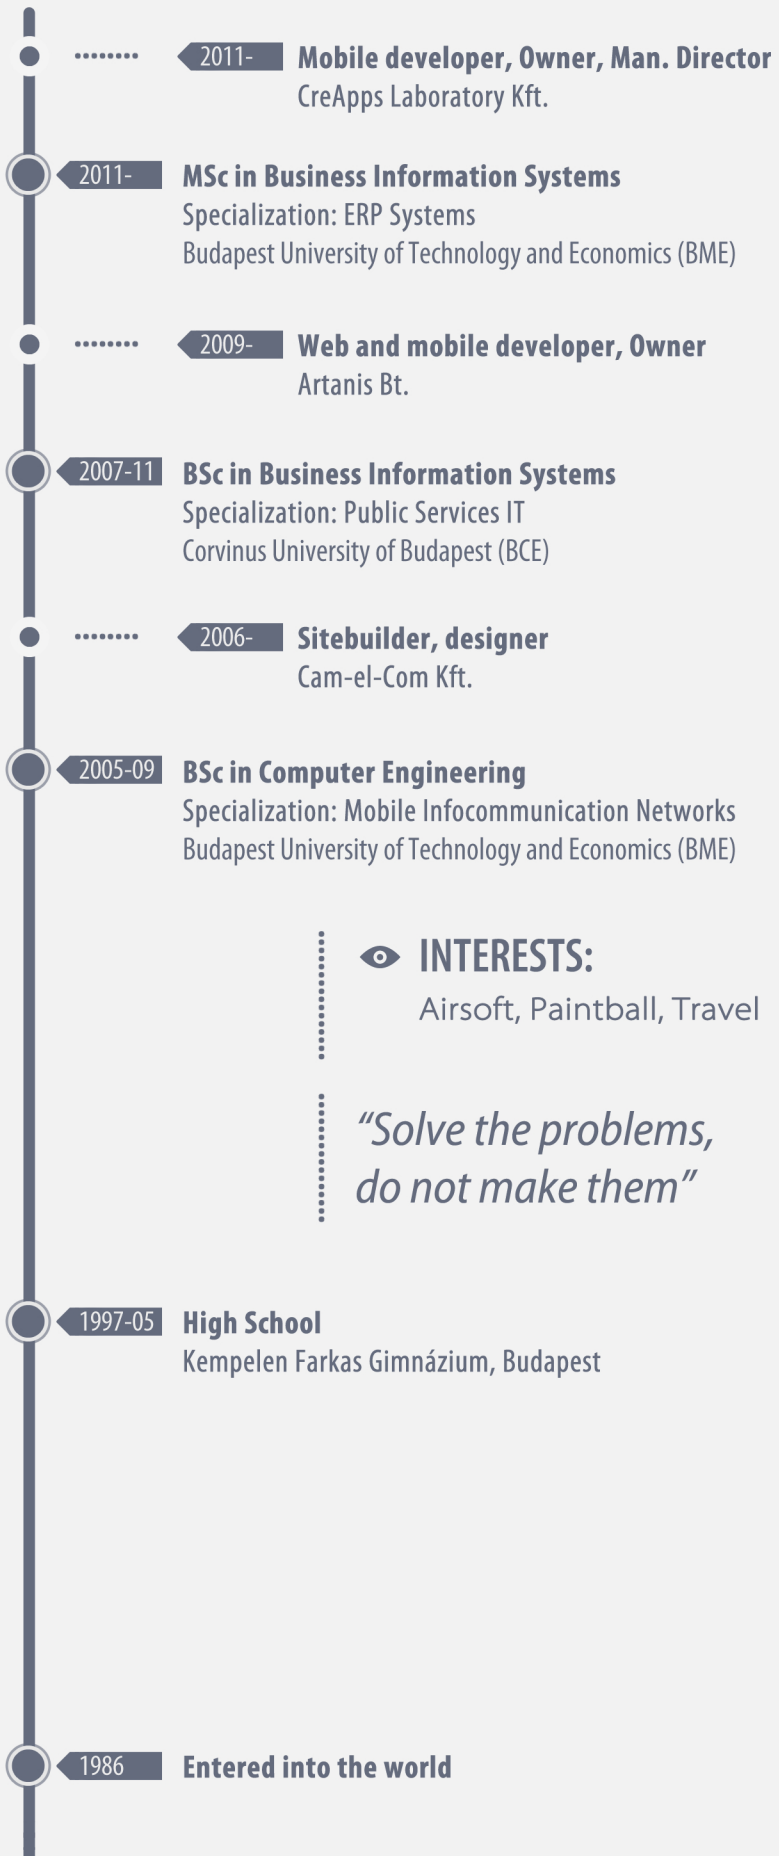 2011- Mobile developer, Owner, Man. Director
CreApps Laboratory Kft.
2011- MSc in Business Information Systems
Specialization: ERP Systems
Budapest University of Technology and Economics (BME)
2009- Web and mobile developer, Owner
Artanis Bt.
2007-11 BSc in Business Information Systems
Specialization: Public Services IT
Corvinus University of Budapest (BCE)
2006- Sitebuilder, designer
Cam-el-Com Kft.
2005-09 BSc in Computer Engineering
Specialization: Mobile Infocommunication Networks
Budapest University of Technology and Economics (BME)
INTERESTS:
Airsoft, Paintball, Travel
“Solve the problems,
do not make them”
1997-05 High School
Kempelen Farkas Gimnázium, Budapest
1986 Entered into the world